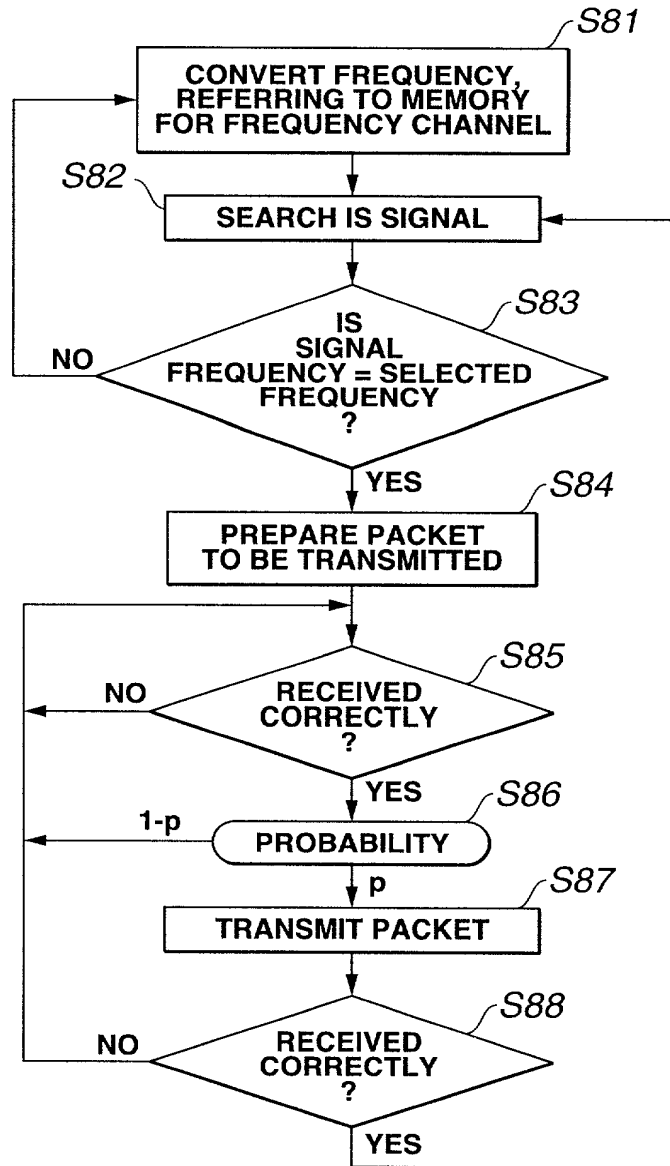 S81
CONVERT FREQUENCY,
REFERRING TO MEMORY
FOR FREQUENCY CHANNEL
S82
SEARCH IS SIGNAL
S83
IS
SIGNAL
FREQUENCY = SELECTED
FREQUENCY
?
NO
YES
S84
PREPARE PACKET
TO BE TRANSMITTED
S85
RECEIVED
CORRECTLY
?
NO
YES
S86
PROBABILITY
1-p
p
S87
TRANSMIT PACKET
S88
RECEIVED
CORRECTLY
?
NO
YES